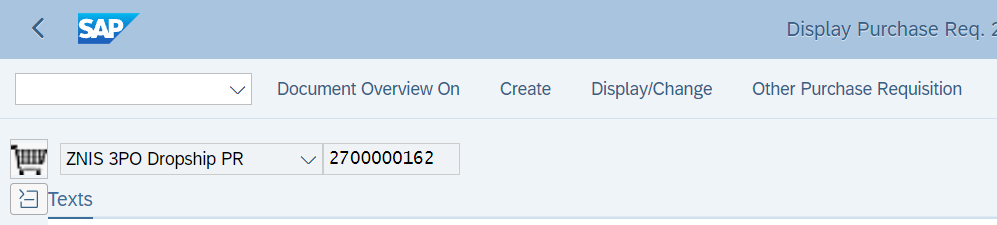 SAP
Display Purchase Req. 2
Document Overview On Create Display/Change Other Purchase Requisition
ZNIS 3PO Dropship PR 2700000162
Texts